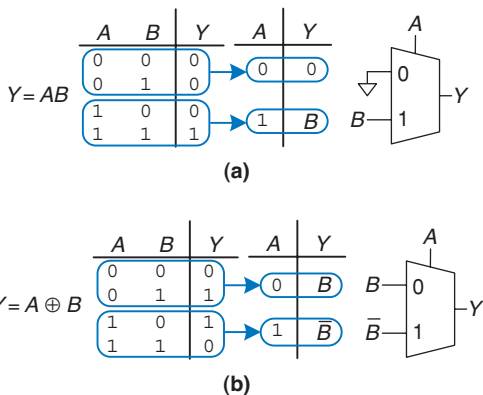 A B Y A Y A
0 0 0
0 1 0
0 0
0
Y = AB
1 0 0
1 1 1
1 B
B 1
Y
(a)
A B Y A Y A
0 0 0
0 1 1
0 B
B 0
Y = A ⊕ B
1 0 1
1 1 0
1 B̅
B̅ 1
Y
(b)